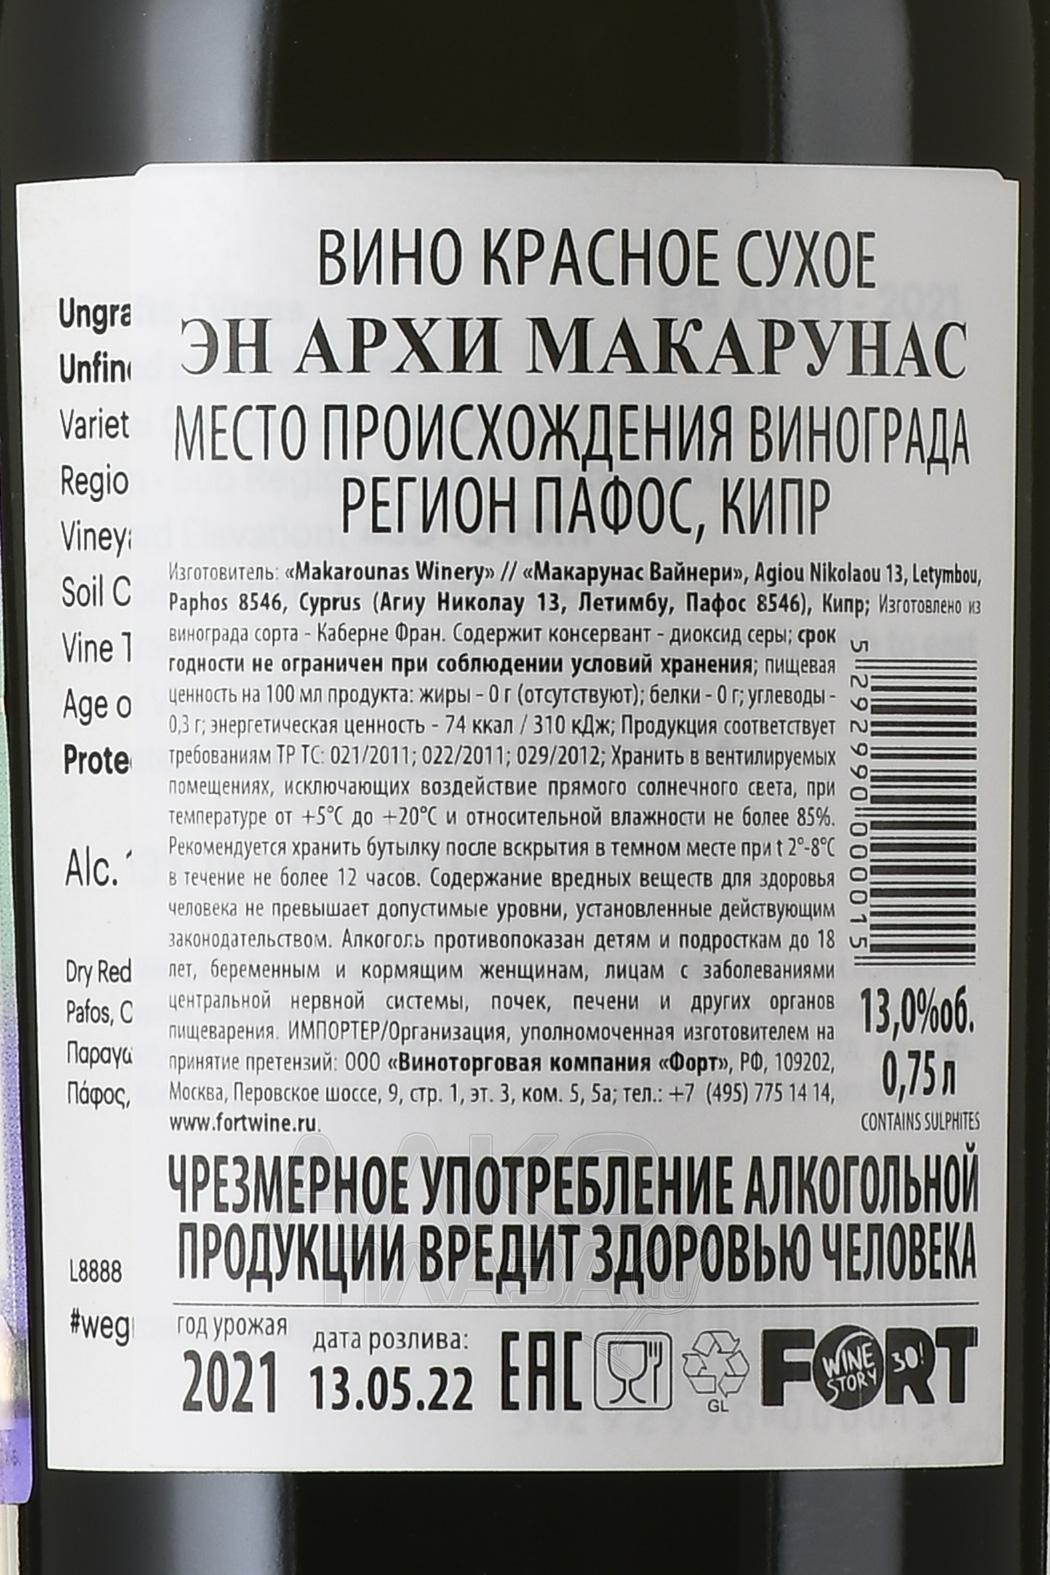 ВИНО КРАСНОЕ СУХОЕ
ЭН АРХИ МАКАРУНАС
МЕСТО ПРОИСХОЖДЕНИЯ ВИНОГРАДА
РЕГИОН ПАФОС, КИПР
Изготовитель: «Makarounas Winery» // «Макарунас Вайнери», Agiou Nikolaou 13, Letymbou,
Paphos 8546, Cyprus (Агиу Николау 13, Летимбу, Пафос 8546), Кипр; Изготовлено из
винограда сорта - Каберне Фран. Содержит консервант - диоксид серы; срок
годности не ограничен при соблюдении условий хранения; пищевая
ценность на 100 мл продукта: жиры - 0 г (отсутствуют); белки - 0 г; углеводы -
0,3 г; энергетическая ценность - 74 ккал / 310 кДж; Продукция соответствует
требованиям ТР ТС: 021/2011; 022/2011; 029/2012; Хранить в вентилируемых
помещениях, исключающих воздействие прямого солнечного света, при
температуре от +5°С до +20°С и относительной влажности не более 85%.
Рекомендуется хранить бутылку после вскрытия в темном месте при t 2°-8°С
в течение не более 12 часов. Содержание вредных веществ для здоровья
человека не превышает допустимые уровни, установленные действующим
законодательством. Алкоголь противопоказан детям и подросткам до 18
лет, беременным и кормящим женщинам, лицам с заболеваниями
центральной нервной системы, почек, печени и других органов
пищеварения. ИМПОРТЕР/Организация, уполномоченная изготовителем на
принятие претензий: ООО «Виноторговая компания «Форт», РФ, 109202,
Москва, Перовское шоссе, 9, стр. 1, эт. 3, ком. 5, 5а; тел.: +7 (495) 775 14 14,
www.fortwine.ru.
5292990000015
13,0%об.
0,75 л
CONTAINS SULPHITES
ЧРЕЗМЕРНОЕ УПОТРЕБЛЕНИЕ АЛКОГОЛЬНОЙ
ПРОДУКЦИИ ВРЕДИТ ЗДОРОВЬЮ ЧЕЛОВЕКА
год урожая
2021
дата розлива:
13.05.22
EAC
GL
FORT
WINE STORY
30!
Ungra
Unfin
Variet
Regio
Viney
Soil C
Vine T
Age o
Prote
Alc.
Dry Red
Pafos, C
Παραγω
Πάφος,
L8888
#weg